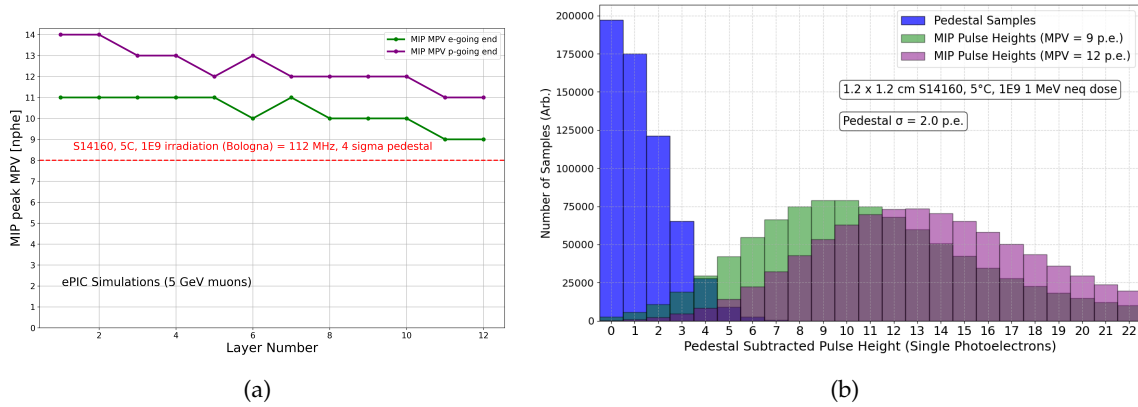 14
13
12
11
10
9
8
7
6
5
4
3
2
1
0
MIP peak MPV [nphe]
MIP MPV e-going end
MIP MPV p-going end
S14160, 5C, 1E9 irradiation (Bologna) = 112 MHz, 4 sigma pedestal
ePIC Simulations (5 GeV muons)
2 4 6 8 10 12
Layer Number
(a)
200000
175000
150000
125000
100000
75000
50000
25000
0
Number of Samples (Arb.)
Pedestal Samples
MIP Pulse Heights (MPV = 9 p.e.)
MIP Pulse Heights (MPV = 12 p.e.)
1.2 x 1.2 cm S14160, 5°C, 1E9 1 MeV neq dose
Pedestal σ = 2.0 p.e.
0 1 2 3 4 5 6 7 8 9 10 11 12 13 14 15 16 17 18 19 20 21 22
Pedestal Subtracted Pulse Height (Single Photoelectrons)
(b)